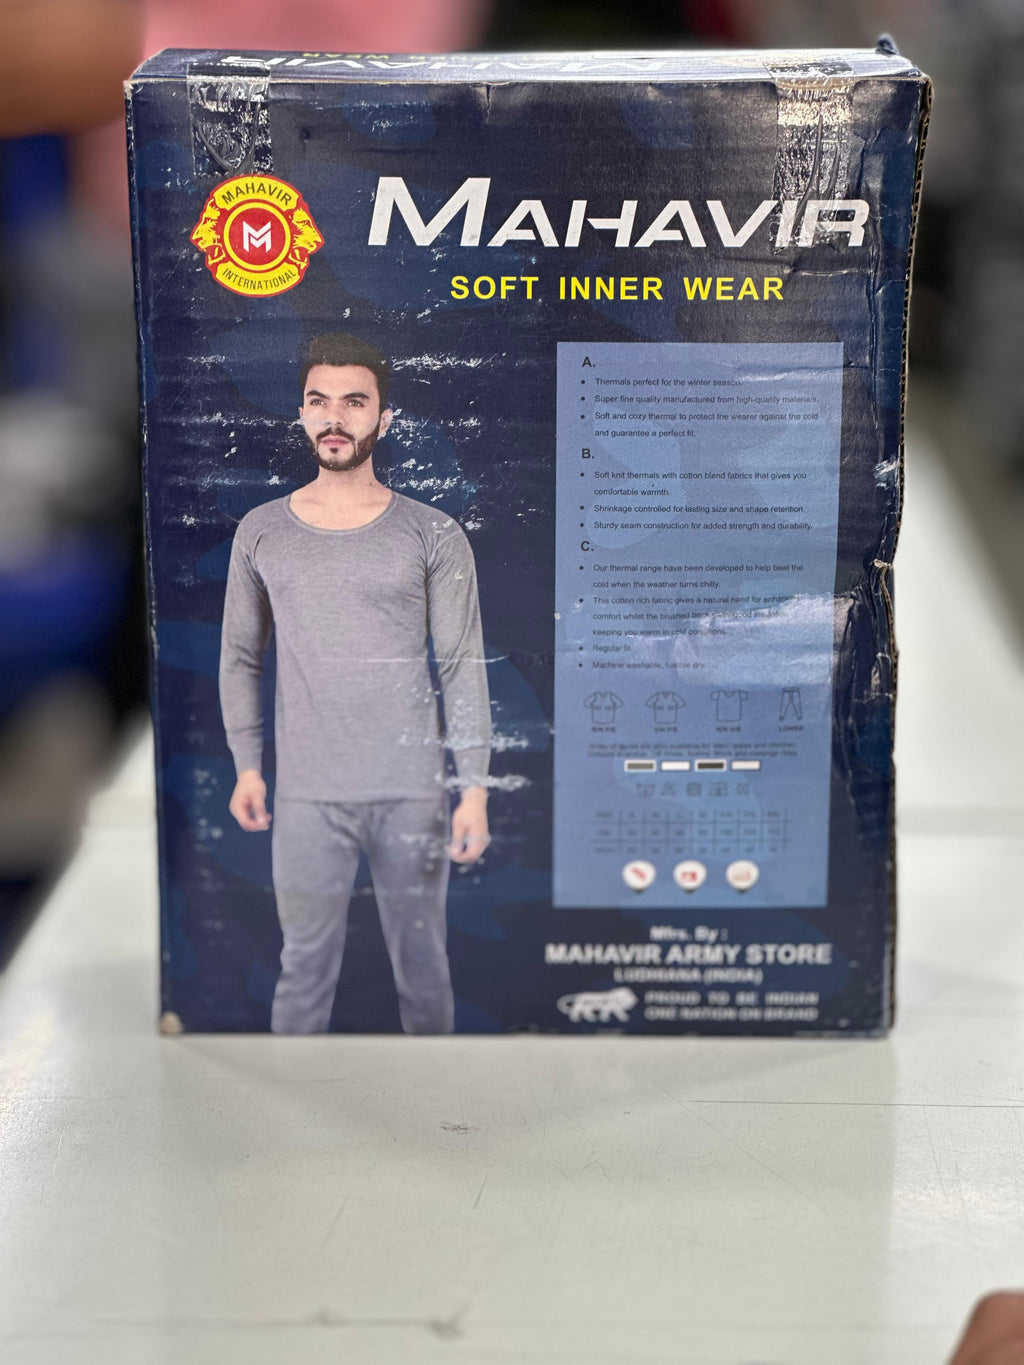 MAHAVIR
MAHAVIR
M
INTERNATIONAL
MAHAVIR
SOFT INNER WEAR
A.
• Thermals perfect for the winter season.
• Super fine quality manufactured from high-quality materials.
• Soft and cozy thermal to protect the wearer against the cold
and guarantee a perfect fit.
B.
• Soft knit thermals with cotton blend fabrics that gives you
comfortable warmth.
• Shrinkage controlled for lasting size and shape retention.
• Sturdy seam construction for added strength and durability.
C.
• Our thermal range have been developed to help beat the
cold when the weather turns chilly.
• This cotton rich fabric gives a natural hand for
comfort whilst the brushed good
keeping you warm in cold conditions.
• Regular fit.
• Machine washable, tumble dry.
R/N F/S V/N F/S R/N H/S LOWER
Mfrs. By :
MAHAVIR ARMY STORE
LUDHIANA (INDIA)
PROUD TO BE INDIAN
ONE NATION ON BRAND